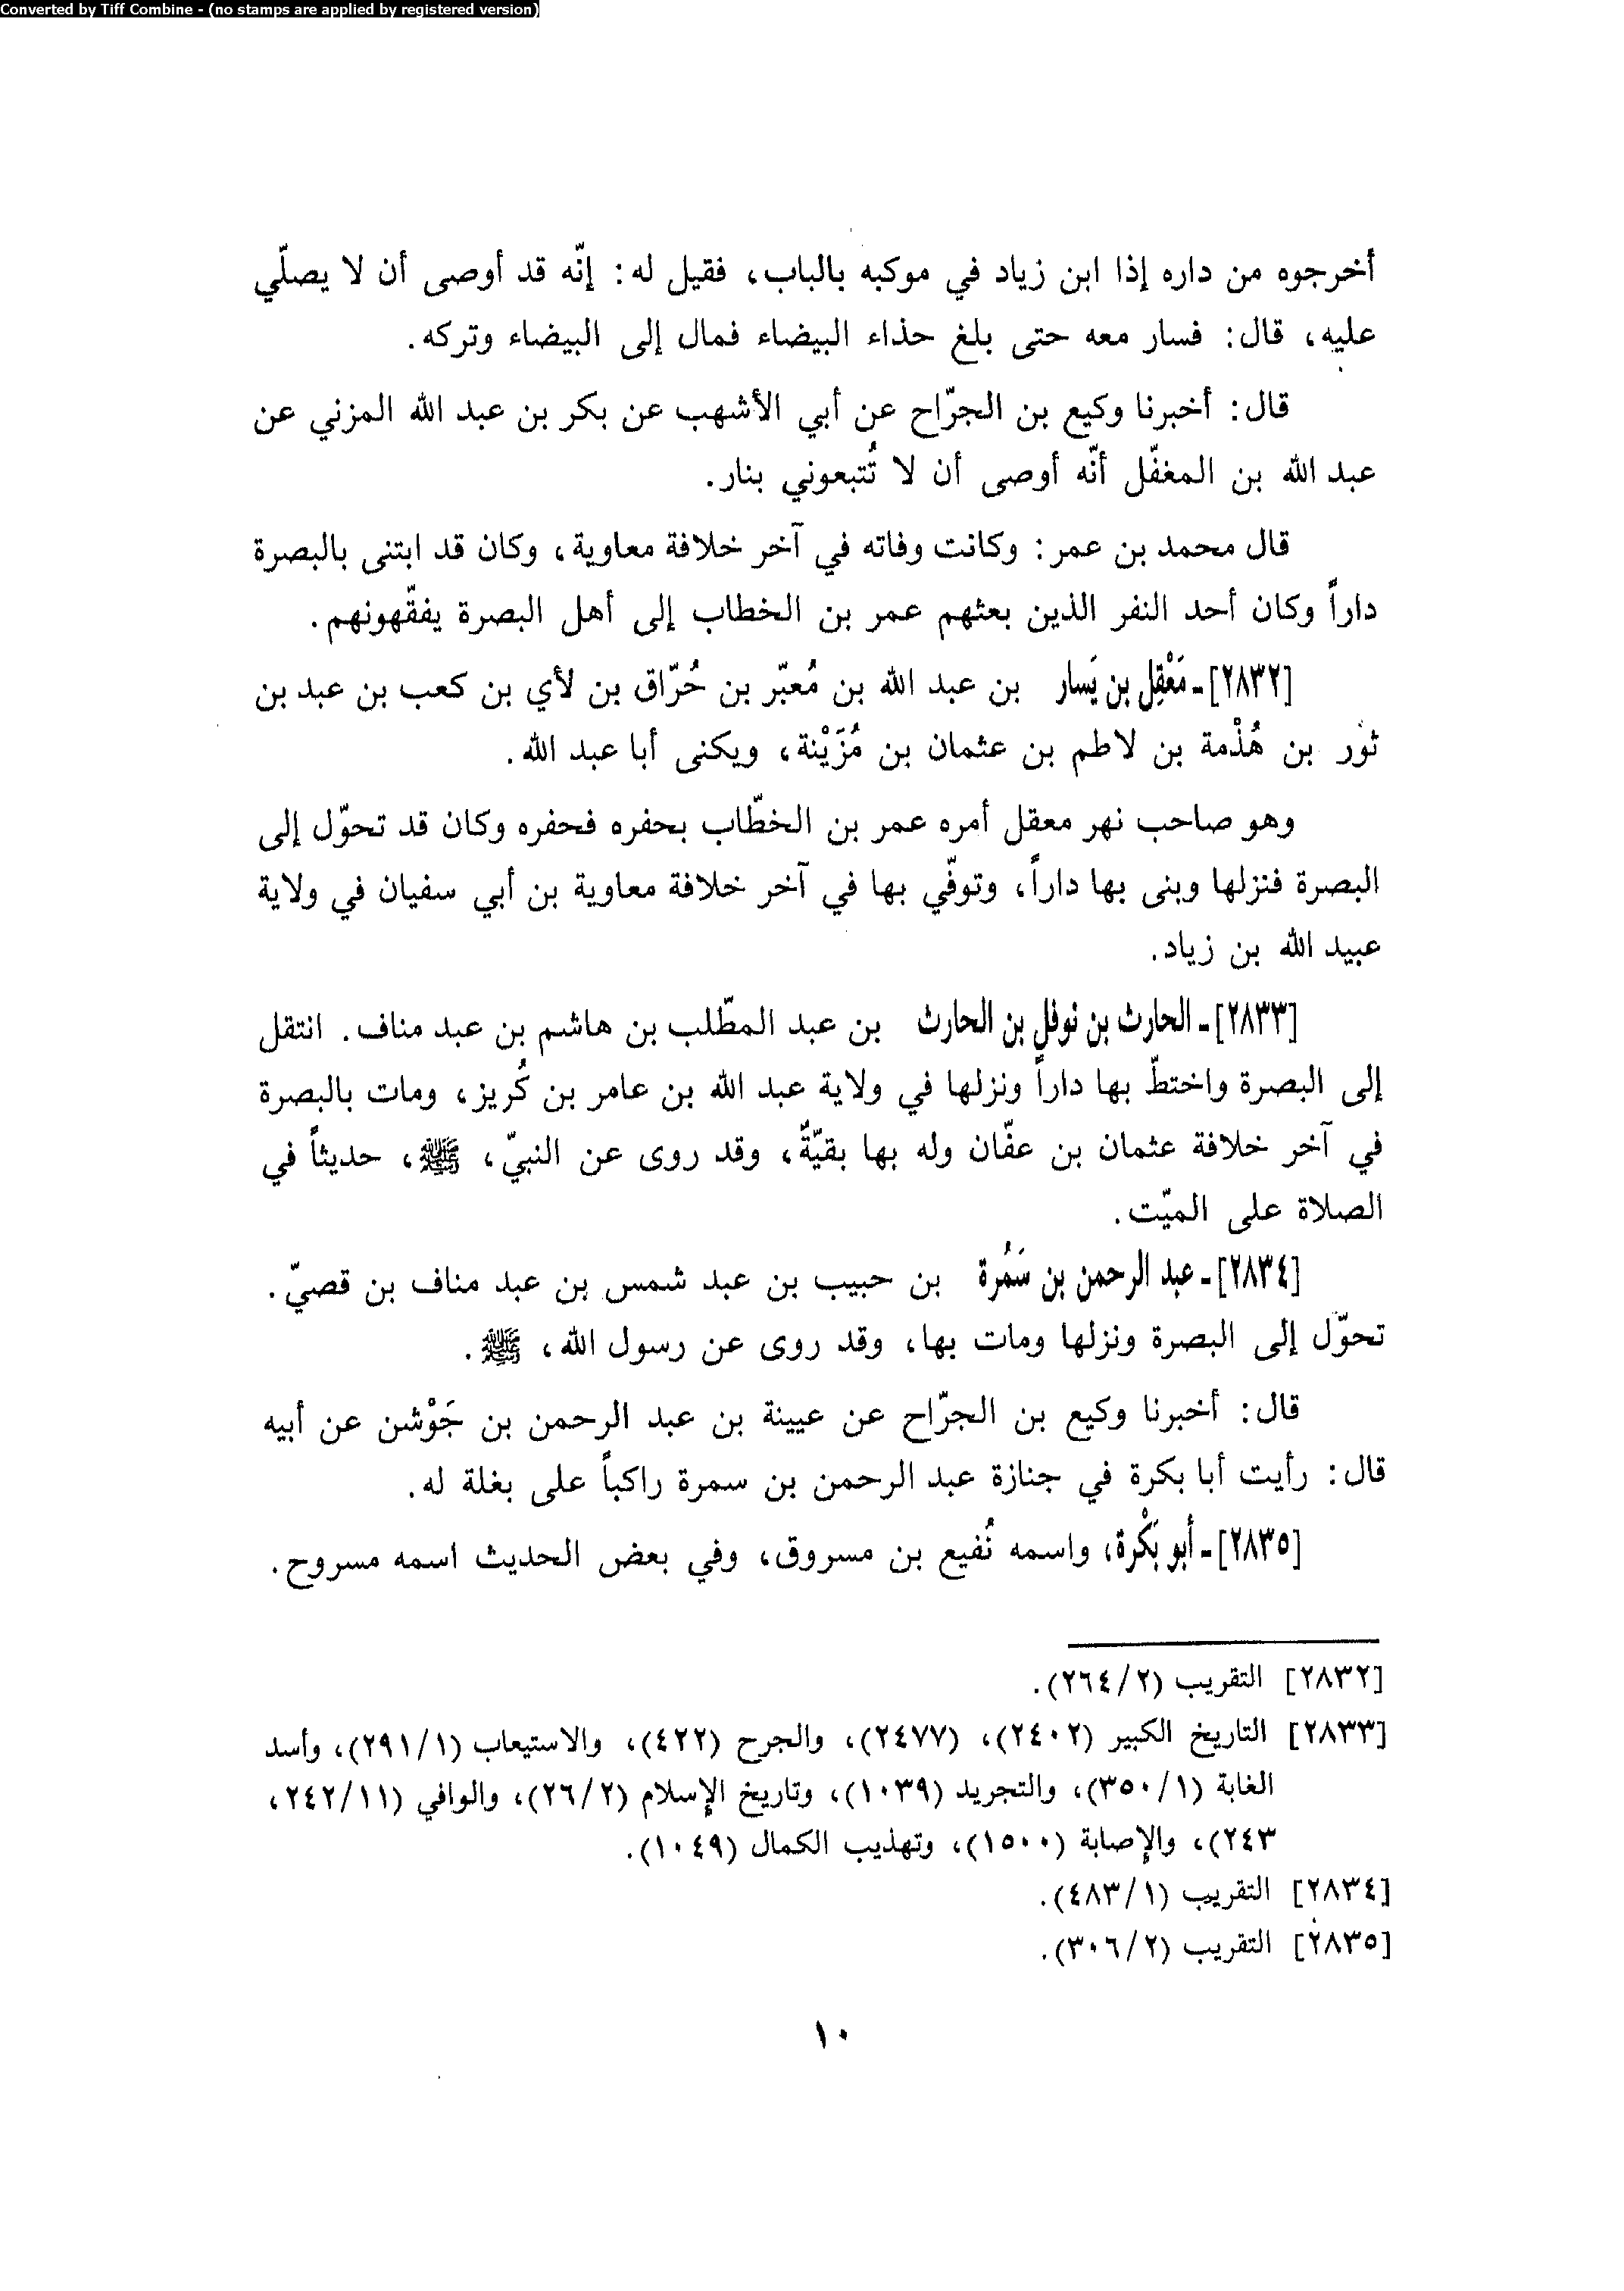 Converted by Tiff Combine - (no stamps are applied by registered version)
أخرجوه من داره إذا ابن زياد في موكبه بالباب، فقيل له: إنّه قد أوصى أن لا يصلّي
عليه، قال: فسار معه حتى بلغ حذاء البيضاء فمال إلى البيضاء وتركه.
قال: أخبرنا وكيع بن الجرّاح عن أبي الأشهب عن بكر بن عبد الله المزني عن
عبد الله بن المغفّل أنّه أوصى أن لا تُتبعوني بنار.
قال محمد بن عمر: وكانت وفاته في آخر خلافة معاوية، وكان قد ابتنى بالبصرة
داراً وكان أحد النفر الذين بعثهم عمر بن الخطاب إلى أهل البصرة يفقّهونهم.
[٢٨٣٢]ـ مَعْقِل بن يَسار بن عبد الله بن مُعبّر بن حُرّاق بن لأي بن كعب بن عبد بن
ثور بن هُذْمة بن لاطم بن عثمان بن مُزَيْنة، ويكنى أبا عبد الله.
وهو صاحب نهر معقل أمره عمر بن الخطّاب بحفره فحفره وكان قد تحوّل إلى
البصرة فنزلها وبنى بها داراً، وتوفّي بها في آخر خلافة معاوية بن أبي سفيان في ولاية
عبيد الله بن زياد.
[٢٨٣٣]ـ الحارث بن نوفل بن الحارث بن عبد المطّلب بن هاشم بن عبد مناف. انتقل
إلى البصرة واختطّ بها داراً ونزلها في ولاية عبد الله بن عامر بن كُريز، ومات بالبصرة
في آخر خلافة عثمان بن عفّان وله بها بقيّةٌ، وقد روى عن النبيّ، ﷺ، حديثاً في
الصلاة على الميّت.
[٢٨٣٤]ـ عبد الرحمن بن سَمُرة بن حبيب بن عبد شمس بن عبد مناف بن قصيّ.
تحوّل إلى البصرة ونزلها ومات بها، وقد روى عن رسول الله، ﷺ.
قال: أخبرنا وكيع بن الجرّاح عن عيينة بن عبد الرحمن بن جَوْشن عن أبيه
قال: رأيت أبا بكرة في جنازة عبد الرحمن بن سمرة راكباً على بغلة له.
[٢٨٣٥]ـ أبو بَكْرة، واسمه نُفيع بن مسروق، وفي بعض الحديث اسمه مسروح.
[٢٨٣٢] التقريب (٢/٢٦٤).
[٢٨٣٣] التاريخ الكبير (٢٤٠٢)، (٢٤٧٧)، والجرح (٤٢٢)، والاستيعاب (١/٢٩١)، وأسد
الغابة (١/٣٥٠)، والتجريد (١٠٣٩)، وتاريخ الإسلام (٢/٢٦)، والوافي (١١/٢٤٢،
٢٤٣)، والإصابة (١٥٠٠)، وتهذيب الكمال (١٠٤٩).
[٢٨٣٤] التقريب (١/٤٨٣).
[٢٨٣٥] التقريب (٢/٣٠٦).
١٠